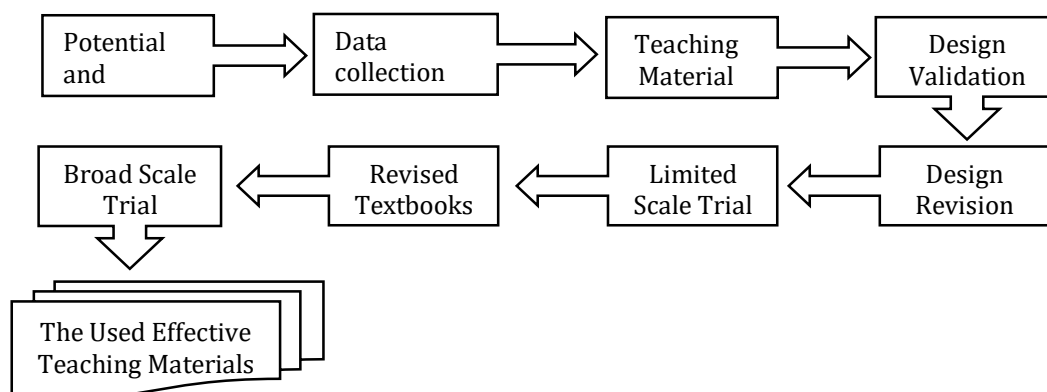 Potential
and
Data
collection
Teaching
Material
Design
Validation
Design
Revision
Limited
Scale Trial
Revised
Textbooks
Broad Scale
Trial
The Used Effective
Teaching Materials